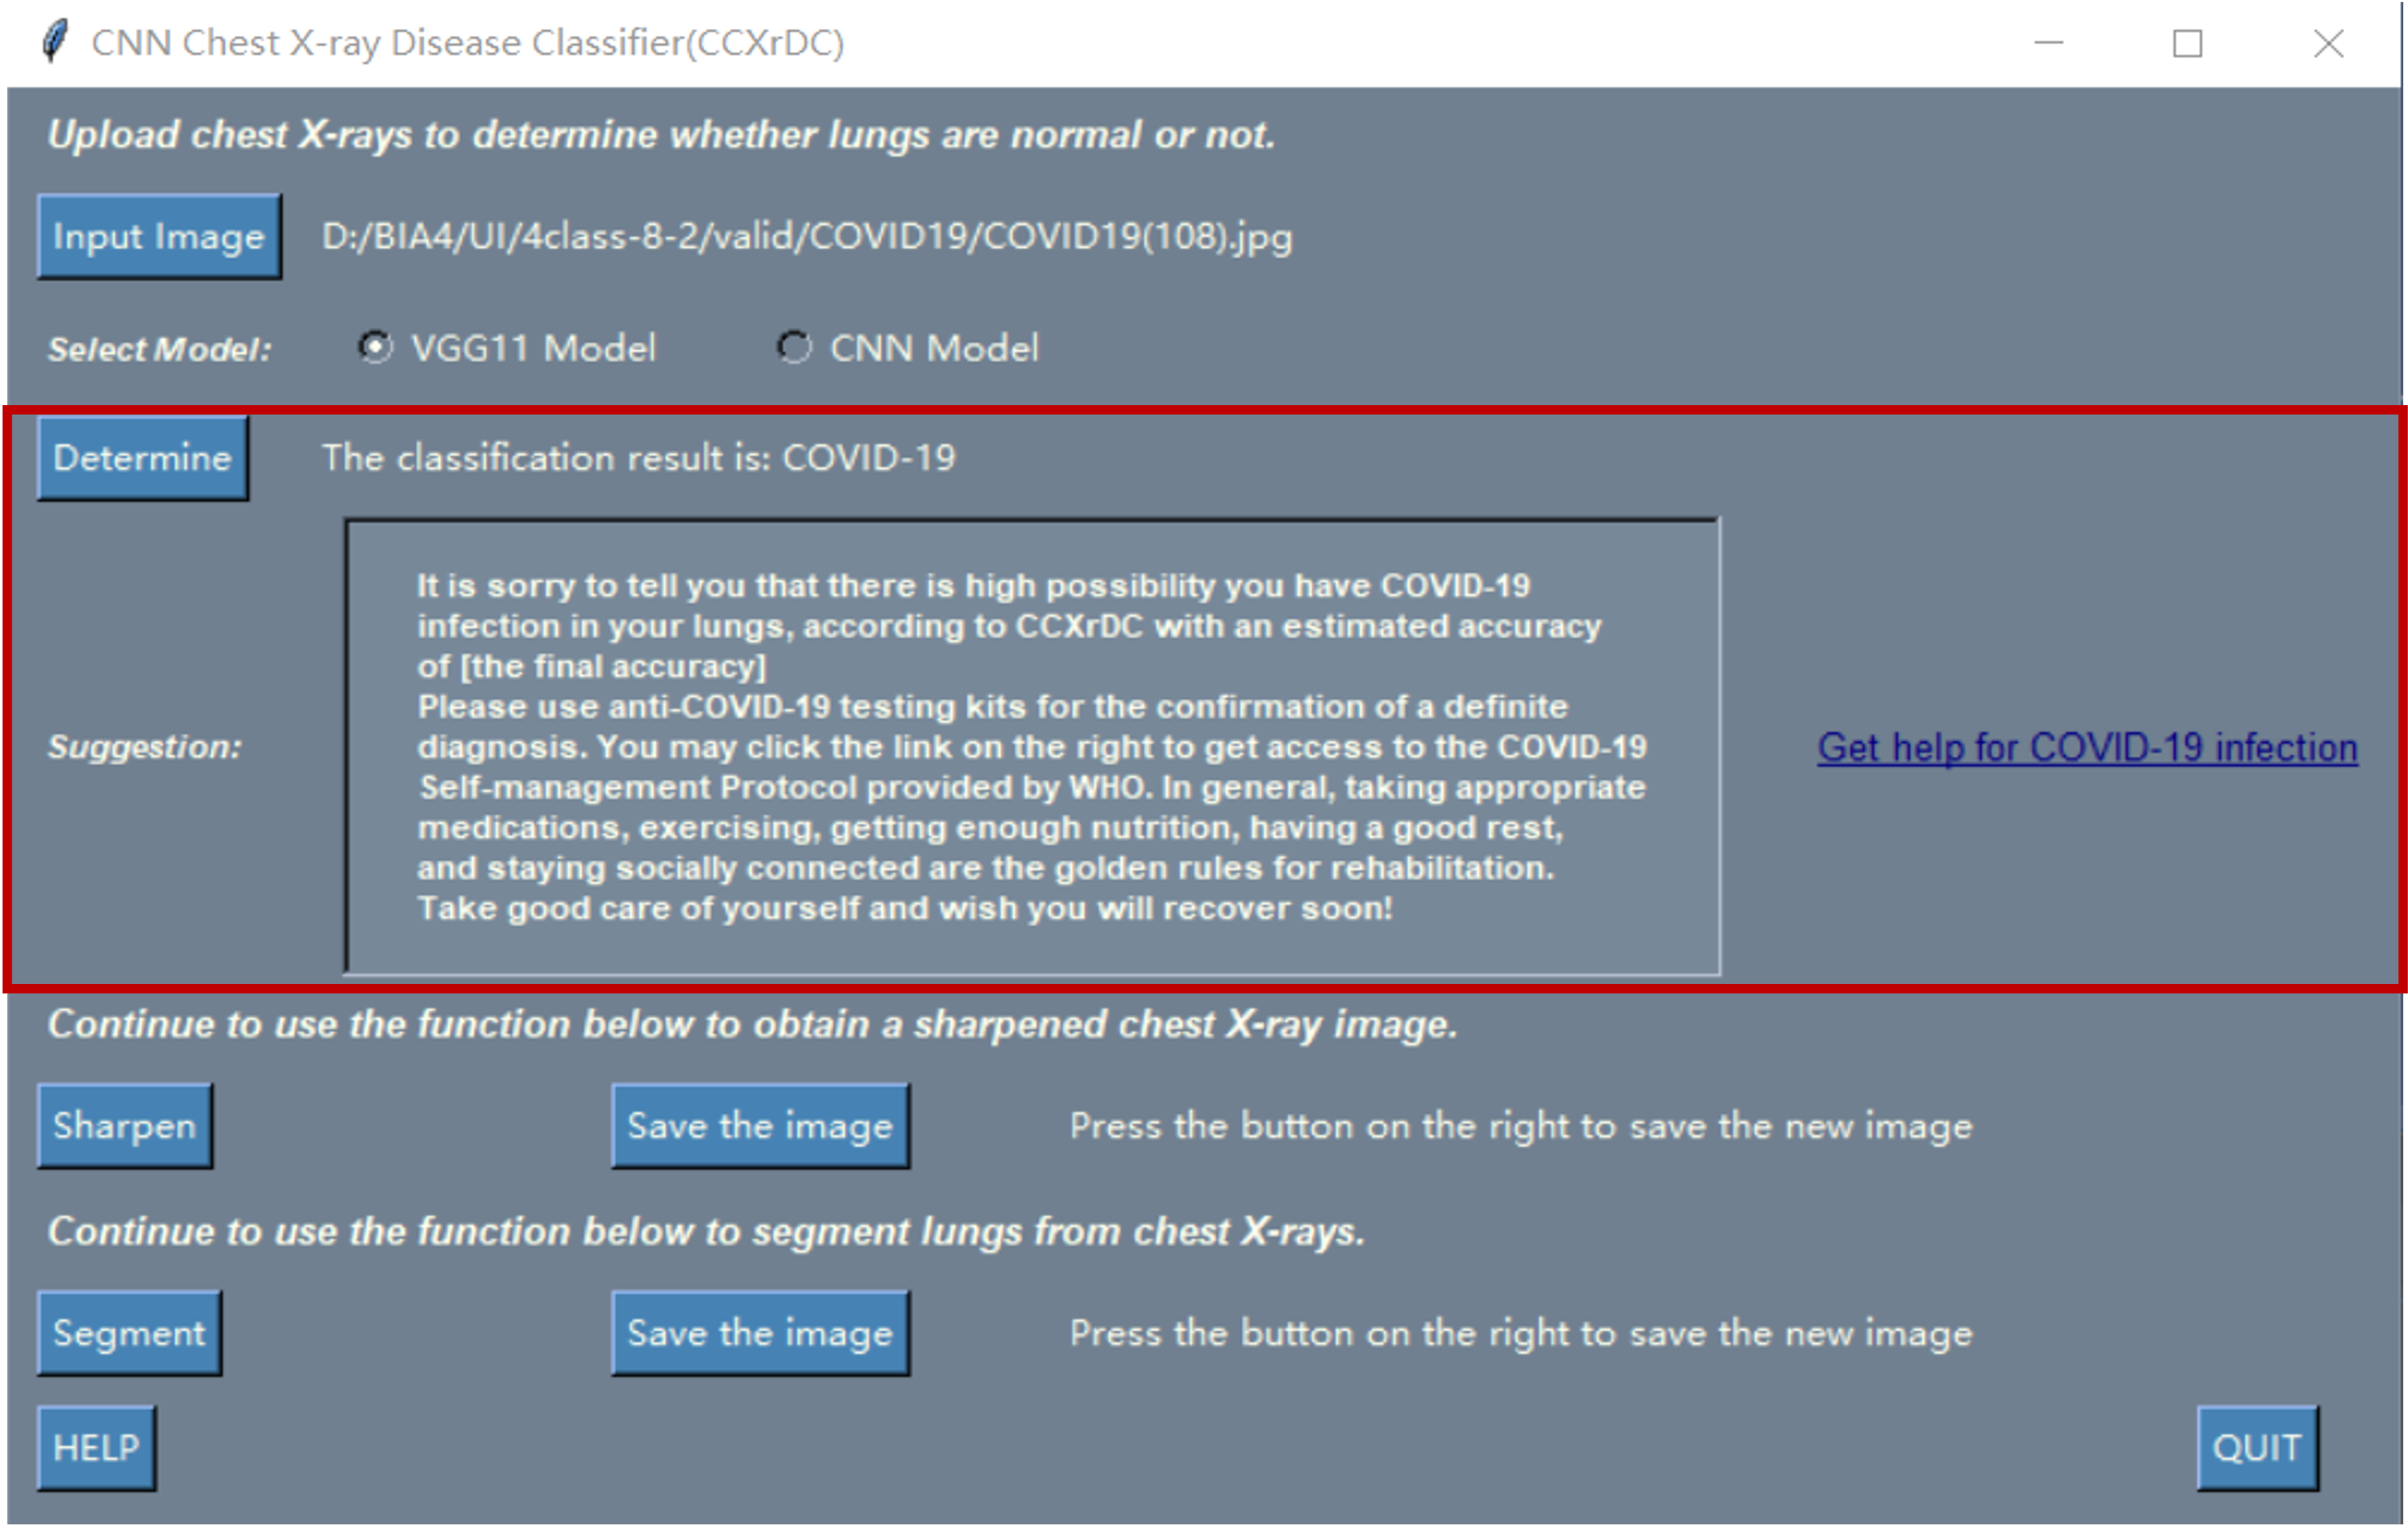 CNN Chest X-ray Disease Classifier(CCXrDC)
Upload chest X-rays to determine whether lungs are normal or not.
Input Image D:/BIA4/UI/4class-8-2/valid/COVID19/COVID19(108).jpg
Select Model: VGG11 Model CNN Model
Determine The classification result is: COVID-19
It is sorry to tell you that there is high possibility you have COVID-19
infection in your lungs, according to CCXrDC with an estimated accuracy
of [the final accuracy]
Please use anti-COVID-19 testing kits for the confirmation of a definite
Suggestion: diagnosis. You may click the link on the right to get access to the COVID-19 Get help for COVID-19 infection
Self-management Protocol provided by WHO. In general, taking appropriate
medications, exercising, getting enough nutrition, having a good rest,
and staying socially connected are the golden rules for rehabilitation.
Take good care of yourself and wish you will recover soon!
Continue to use the function below to obtain a sharpened chest X-ray image.
Sharpen Save the image Press the button on the right to save the new image
Continue to use the function below to segment lungs from chest X-rays.
Segment Save the image Press the button on the right to save the new image
HELP QUIT